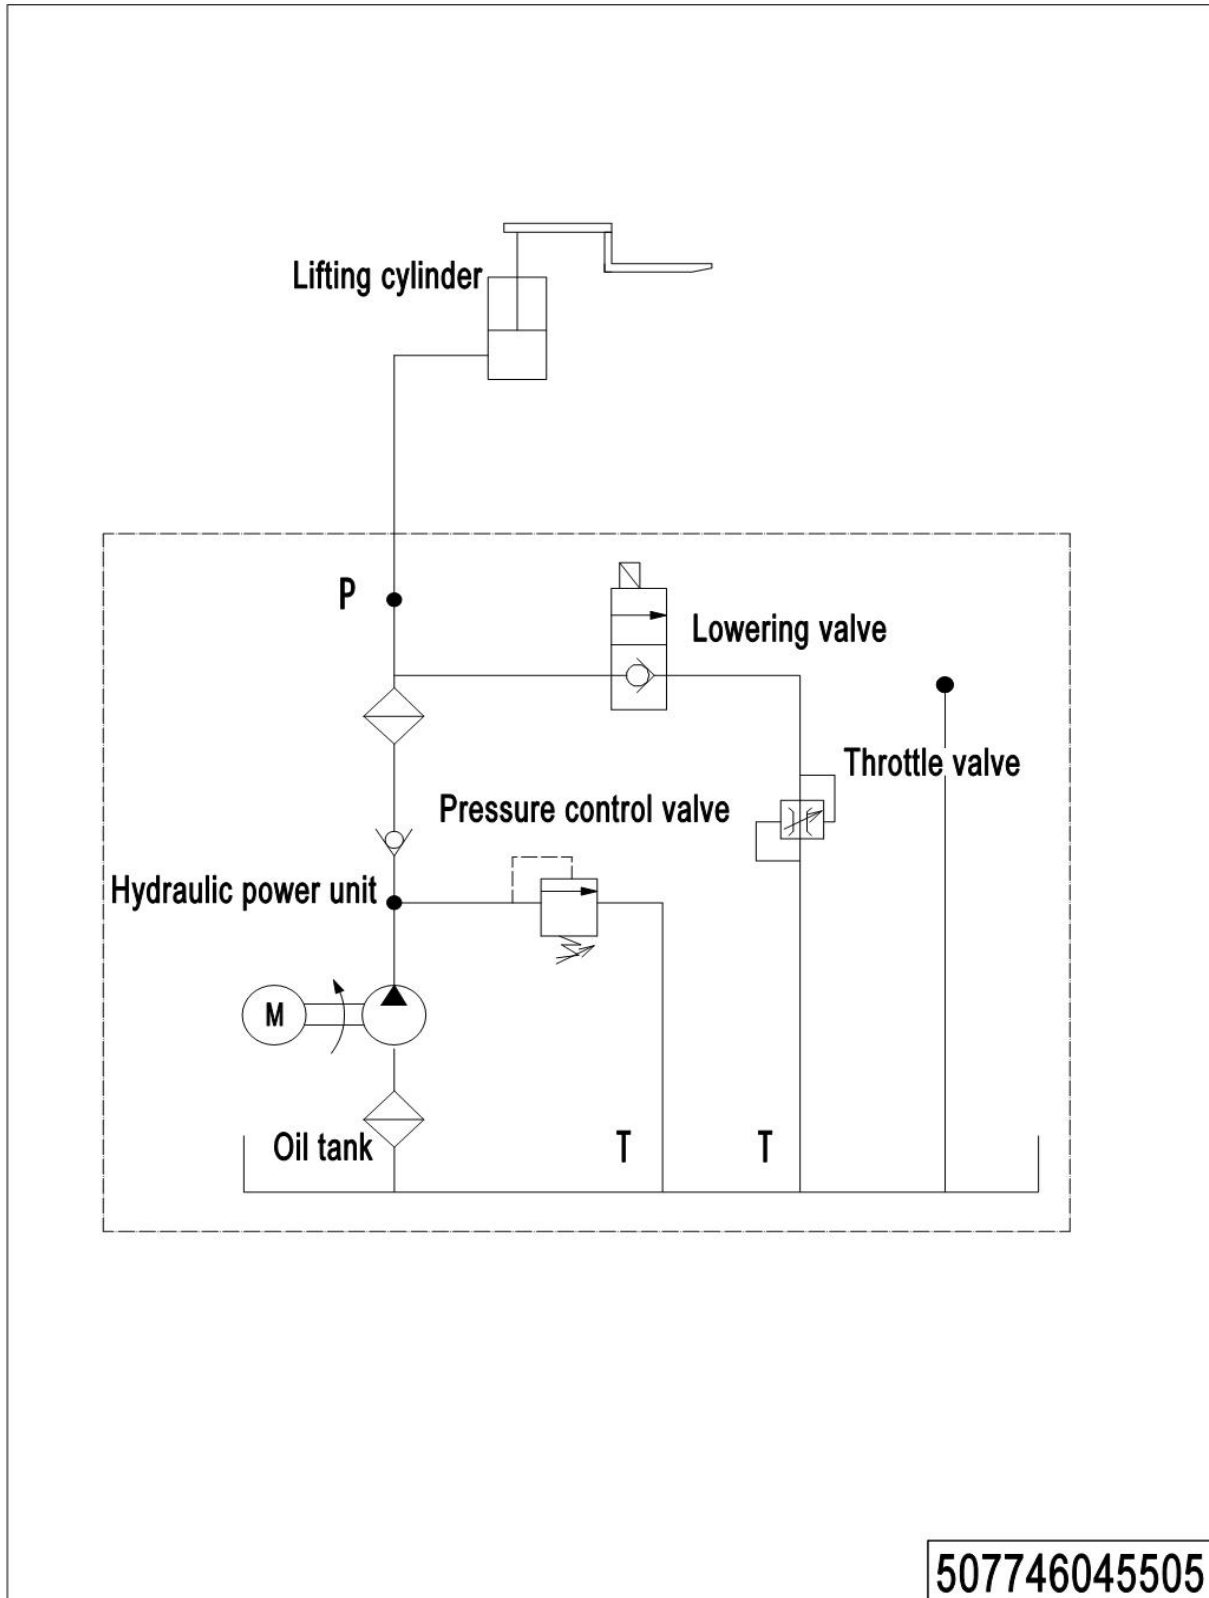 Lifting cylinder
P
Lowering valve
Throttle valve
Pressure control valve
Hydraulic power unit
M
Oil tank
T
T
507746045505